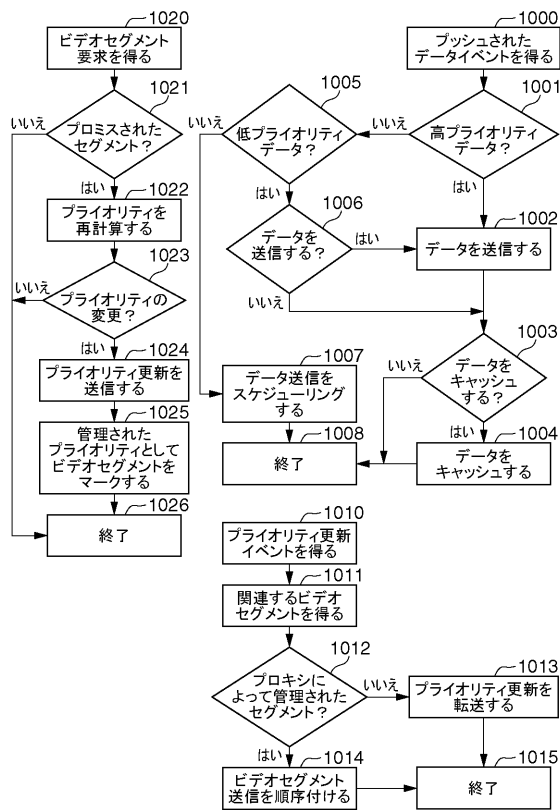 1020
ビデオセグメント
要求を得る
1021
プロミスされた
セグメント?
いいえ
はい
1022
プライオリティを
再計算する
1023
プライオリティの
変更?
いいえ
はい
1024
プライオリティ更新を
送信する
1025
管理された
プライオリティとして
ビデオセグメントを
マークする
1026
終了
1000
プッシュされた
データイベントを得る
1001
高プライオリティ
データ?
いいえ
はい
1005
低プライオリティ
データ?
いいえ
はい
1006
データを
送信する?
はい
いいえ
1002
データを送信する
1003
データを
キャッシュ
する?
いいえ
はい
1004
データを
キャッシュする
1007
データ送信を
スケジューリング
する
1008
終了
1010
プライオリティ更新
イベントを得る
1011
関連するビデオ
セグメントを得る
1012
プロキシに
よって管理された
セグメント?
いいえ
はい
1013
プライオリティ更新を
転送する
1014
ビデオセグメント
送信を順序付ける
1015
終了